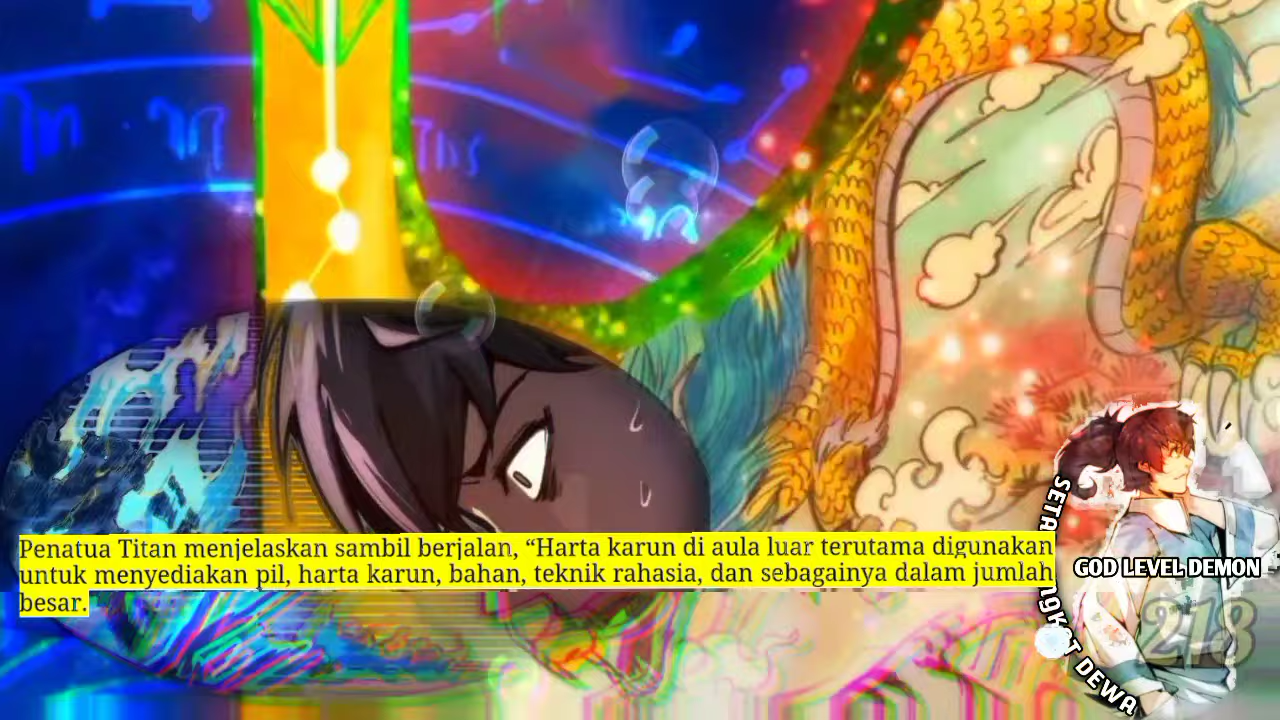 Penatua Titan menjelaskan sambil berjalan, “Harta karun di aula luar terutama digunakan
untuk menyediakan pil, harta karun, bahan, teknik rahasia, dan sebagainya dalam jumlah
besar.
GOD LEVEL DEMON
218
DEWA